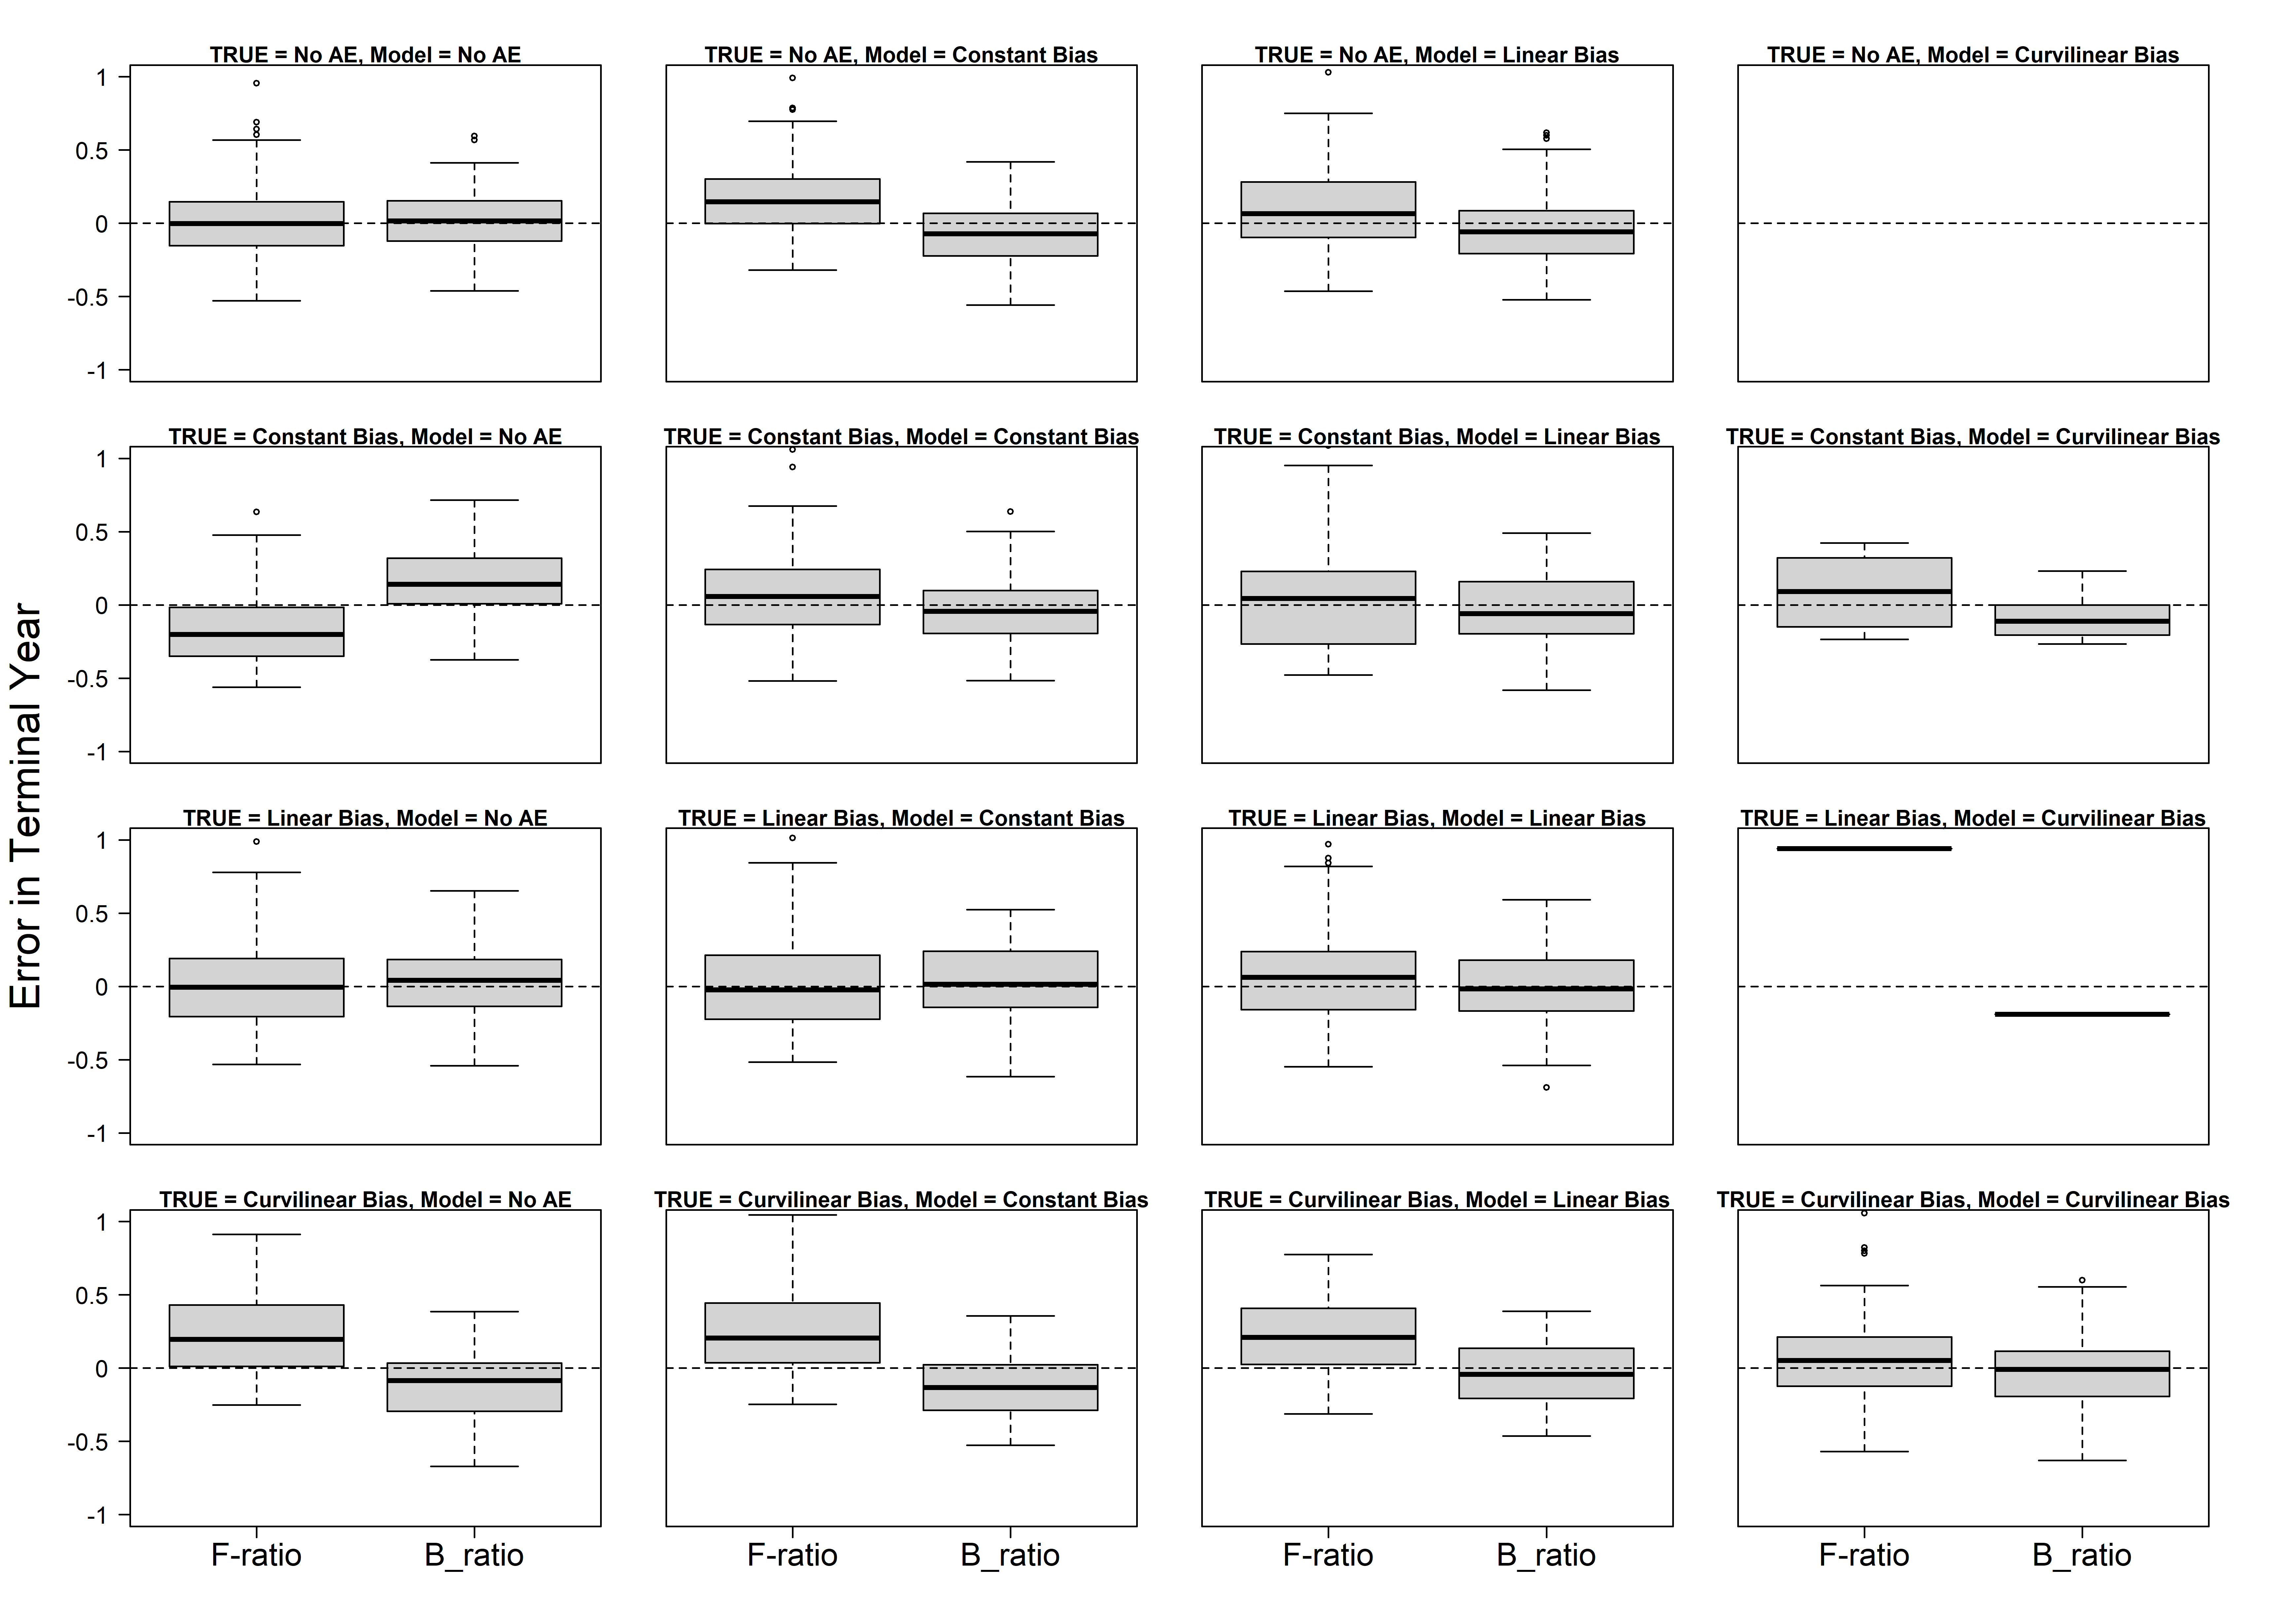 TRUE = No AE, Model = No AE
TRUE = No AE, Model = Constant Bias
TRUE = No AE, Model = Linear Bias
TRUE = No AE, Model = Curvilinear Bias
1
0.5
0
-0.5
-1
TRUE = Constant Bias, Model = No AE
TRUE = Constant Bias, Model = Constant Bias
TRUE = Constant Bias, Model = Linear Bias
TRUE = Constant Bias, Model = Curvilinear Bias
1
0.5
0
-0.5
-1
Error in Terminal Year
TRUE = Linear Bias, Model = No AE
TRUE = Linear Bias, Model = Constant Bias
TRUE = Linear Bias, Model = Linear Bias
TRUE = Linear Bias, Model = Curvilinear Bias
1
0.5
0
-0.5
-1
TRUE = Curvilinear Bias, Model = No AE
TRUE = Curvilinear Bias, Model = Constant Bias
TRUE = Curvilinear Bias, Model = Linear Bias
TRUE = Curvilinear Bias, Model = Curvilinear Bias
1
0.5
0
-0.5
-1
F-ratio B_ratio
F-ratio B_ratio
F-ratio B_ratio
F-ratio B_ratio